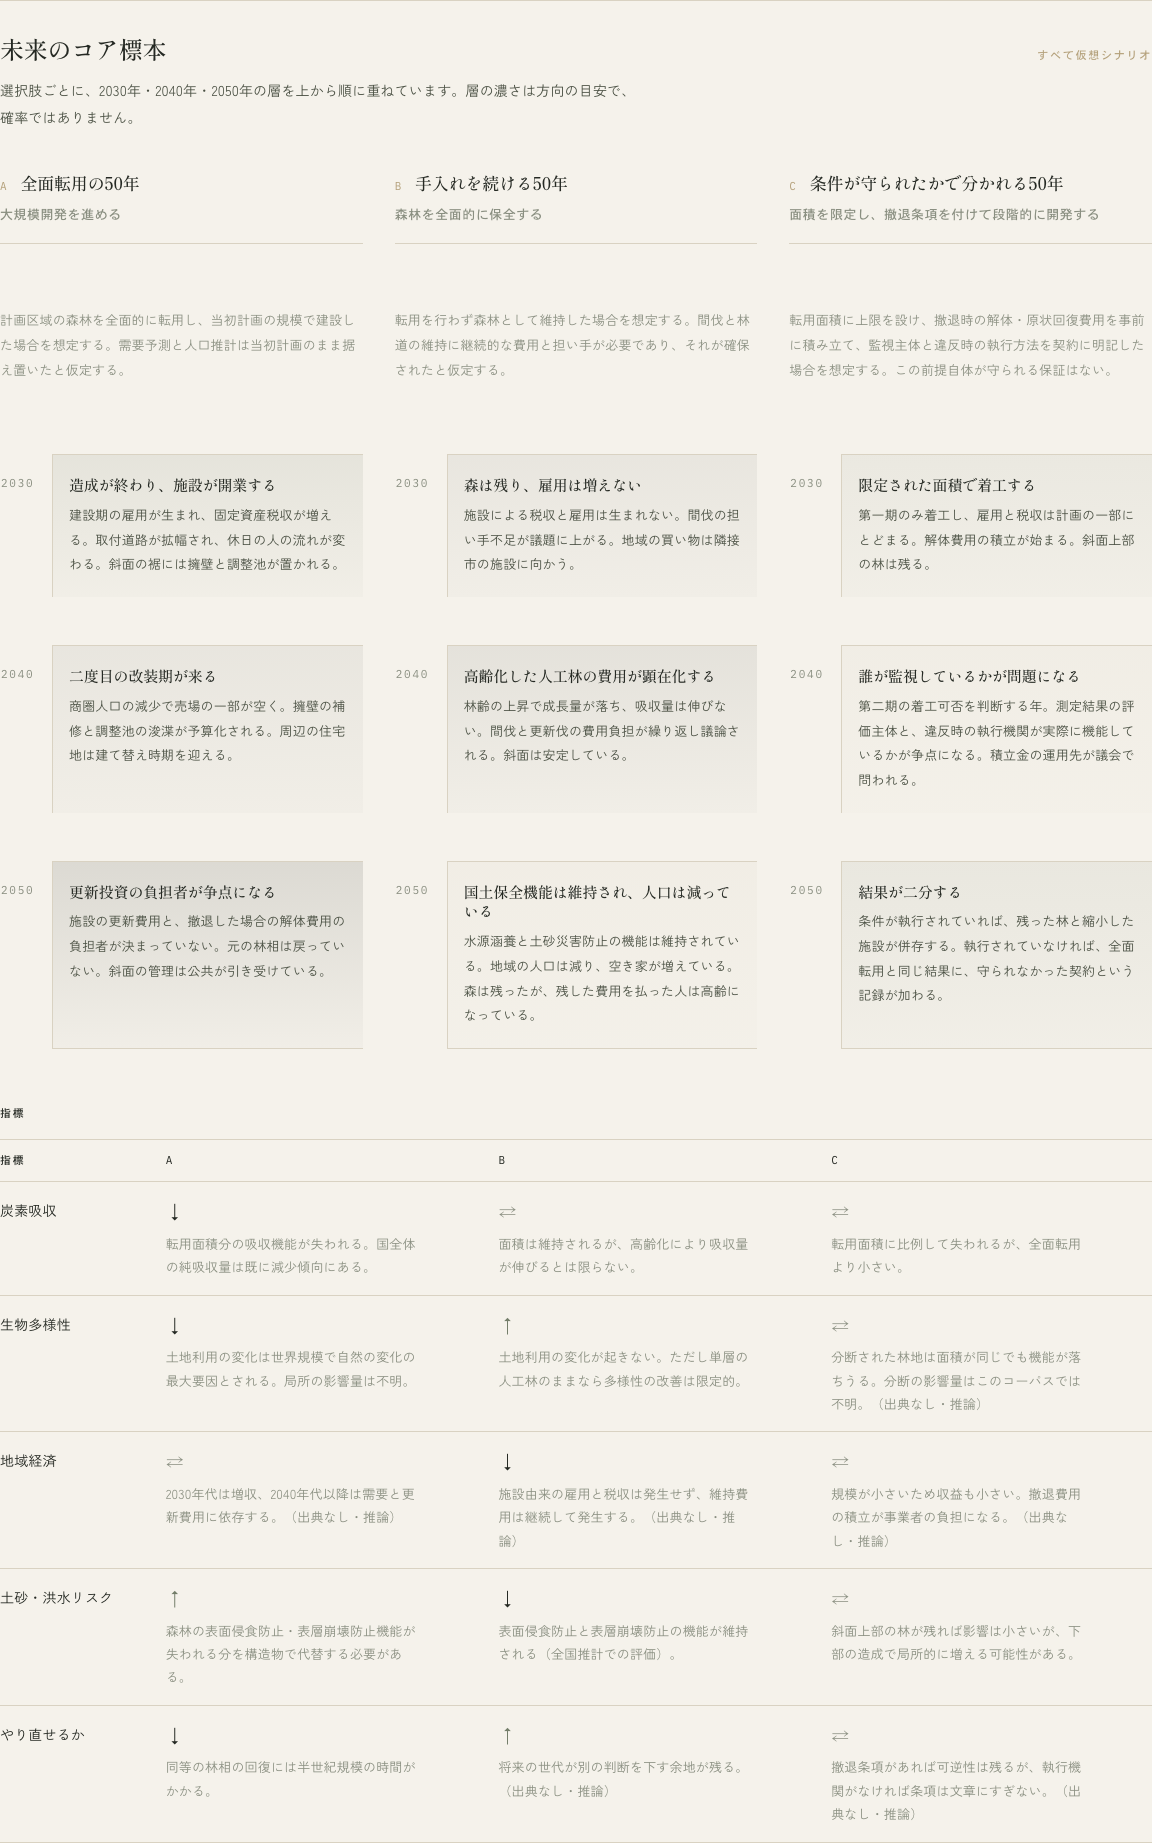 未来のコア標本
すべて仮想シナリオ
選択肢ごとに、2030年・2040年・2050年の層を上から順に重ねています。層の濃さは方向の目安で、
確率ではありません。
A 全面転用の50年
大規模開発を進める
B 手入れを続ける50年
森林を全面的に保全する
C 条件が守られたかで分かれる50年
面積を限定し、撤退条項を付けて段階的に開発する
計画区域の森林を全面的に転用し、当初計画の規模で建設し
た場合を想定する。需要予測と人口推計は当初計画のまま据
え置いたと仮定する。
転用を行わず森林として維持した場合を想定する。間伐と林
道の維持に継続的な費用と担い手が必要であり、それが確保
されたと仮定する。
転用面積に上限を設け、撤退時の解体・原状回復費用を事前
に積み立て、監視主体と違反時の執行方法を契約に明記した
場合を想定する。この前提自体が守られる保証はない。
2030
造成が終わり、施設が開業する
建設期の雇用が生まれ、固定資産税収が増え
る。取付道路が拡幅され、休日の人の流れが変
わる。斜面の裾には擁壁と調整池が置かれる。
2030
森は残り、雇用は増えない
施設による税収と雇用は生まれない。間伐の担
い手不足が議題に上がる。地域の買い物は隣接
市の施設に向かう。
2030
限定された面積で着工する
第一期のみ着工し、雇用と税収は計画の一部に
とどまる。解体費用の積立が始まる。斜面上部
の林は残る。
2040
二度目の改装期が来る
商圏人口の減少で売場の一部が空く。擁壁の補
修と調整池の浚渫が予算化される。周辺の住宅
地は建て替え時期を迎える。
2040
高齢化した人工林の費用が顕在化する
林齢の上昇で成長量が落ち、吸収量は伸びな
い。間伐と更新伐の費用負担が繰り返し議論さ
れる。斜面は安定している。
2040
誰が監視しているかが問題になる
第二期の着工可否を判断する年。測定結果の評
価主体と、違反時の執行機関が実際に機能して
いるかが争点になる。積立金の運用先が議会で
問われる。
2050
更新投資の負担者が争点になる
施設の更新費用と、撤退した場合の解体費用の
負担者が決まっていない。元の林相は戻ってい
ない。斜面の管理は公共が引き受けている。
2050
国土保全機能は維持され、人口は減って
いる
水源涵養と土砂災害防止の機能は維持されてい
る。地域の人口は減り、空き家が増えている。
森は残ったが、残した費用を払った人は高齢に
なっている。
2050
結果が二分する
条件が執行されていれば、残った林と縮小した
施設が併存する。執行されていなければ、全面
転用と同じ結果に、守られなかった契約という
記録が加わる。
指標
指標 A B C
炭素吸収
↓
転用面積分の吸収機能が失われる。国全体
の純吸収量は既に減少傾向にある。
⇄
面積は維持されるが、高齢化により吸収量
が伸びるとは限らない。
⇄
転用面積に比例して失われるが、全面転用
より小さい。
生物多様性
↓
土地利用の変化は世界規模で自然の変化の
最大要因とされる。局所の影響量は不明。
↑
土地利用の変化が起きない。ただし単層の
人工林のままなら多様性の改善は限定的。
⇄
分断された林地は面積が同じでも機能が落
ちうる。分断の影響量はこのコーパスでは
不明。（出典なし・推論）
地域経済
⇄
2030年代は増収、2040年代以降は需要と更
新費用に依存する。（出典なし・推論）
↓
施設由来の雇用と税収は発生せず、維持費
用は継続して発生する。（出典なし・推
論）
⇄
規模が小さいため収益も小さい。撤退費用
の積立が事業者の負担になる。（出典な
し・推論）
土砂・洪水リスク
↑
森林の表面侵食防止・表層崩壊防止機能が
失われる分を構造物で代替する必要があ
る。
↓
表面侵食防止と表層崩壊防止の機能が維持
される（全国推計での評価）。
⇄
斜面上部の林が残れば影響は小さいが、下
部の造成で局所的に増える可能性がある。
やり直せるか
↓
同等の林相の回復には半世紀規模の時間が
かかる。
↑
将来の世代が別の判断を下す余地が残る。
（出典なし・推論）
⇄
撤退条項があれば可逆性は残るが、執行機
関がなければ条項は文章にすぎない。（出
典なし・推論）